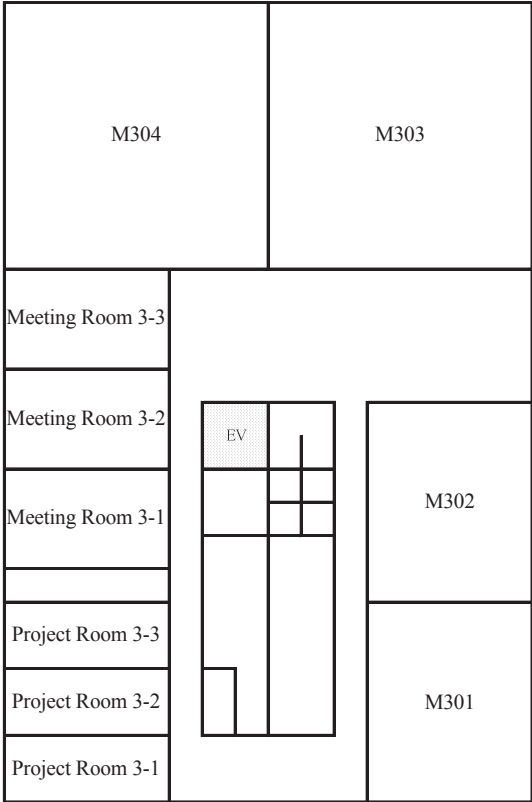 M304
M303
Meeting Room 3-3
Meeting Room 3-2
EV
M302
Meeting Room 3-1
Project Room 3-3
Project Room 3-2
M301
Project Room 3-1